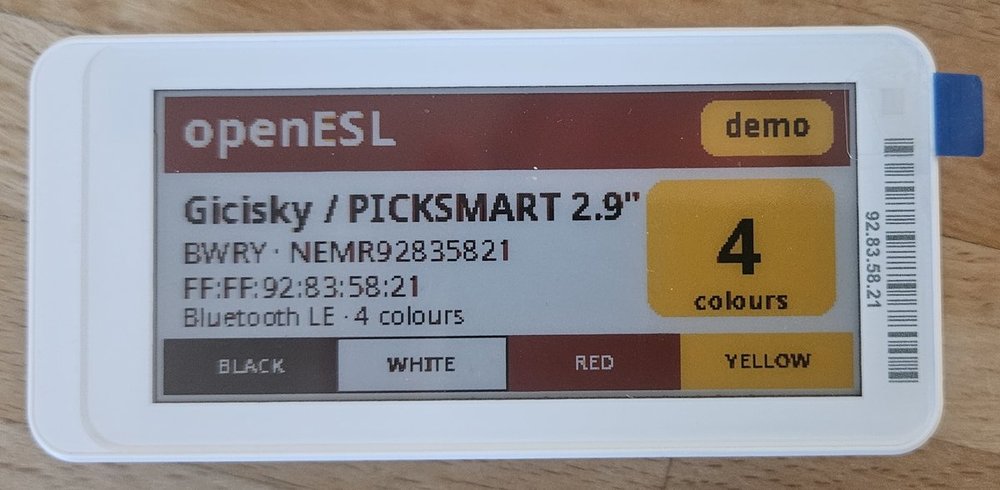 openESL
demo
Gicisky / PICKSMART 2.9"
BWRY · NEMR92835821
FF:FF:92:83:58:21
Bluetooth LE · 4 colours
4
colours
BLACK
WHITE
RED
YELLOW
92.83.58.21